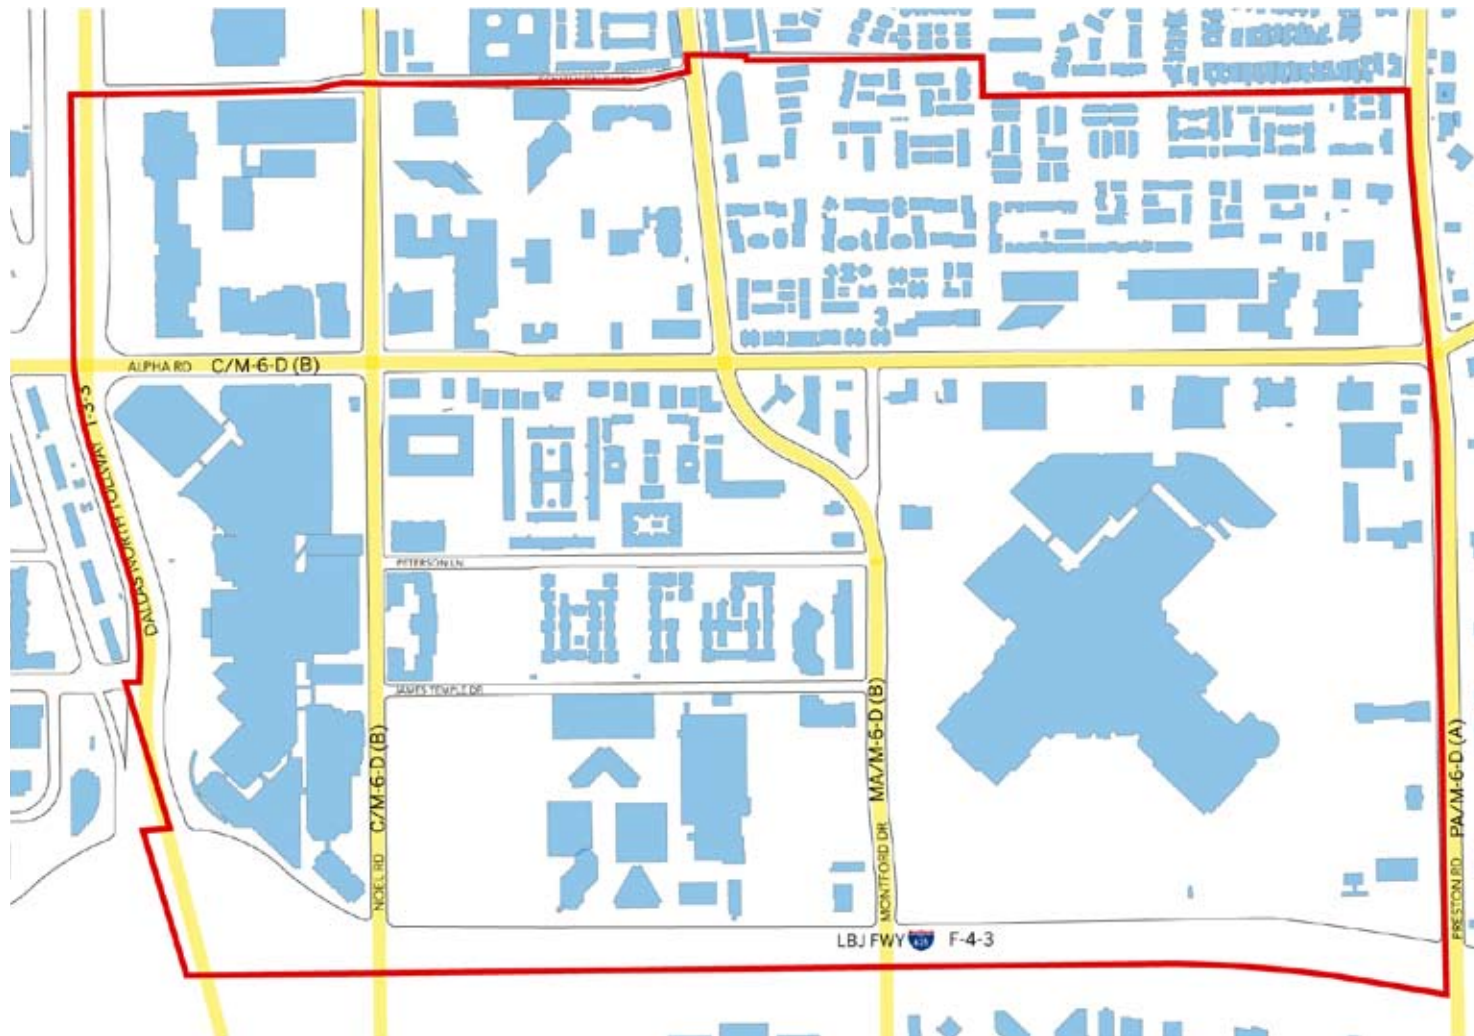 ALPHA RD C/M-6-D (B)
DALLAS NORTH TOLLWAY T-3-3
PETERSON LN
JAMES TEMPLE DR
NOEL RD C/M-6-D (B)
MONTFORD DR MA/M-6-D (B)
PRESTON RD PA/M-6-D (A)
LBJ FWY 635 F-4-3